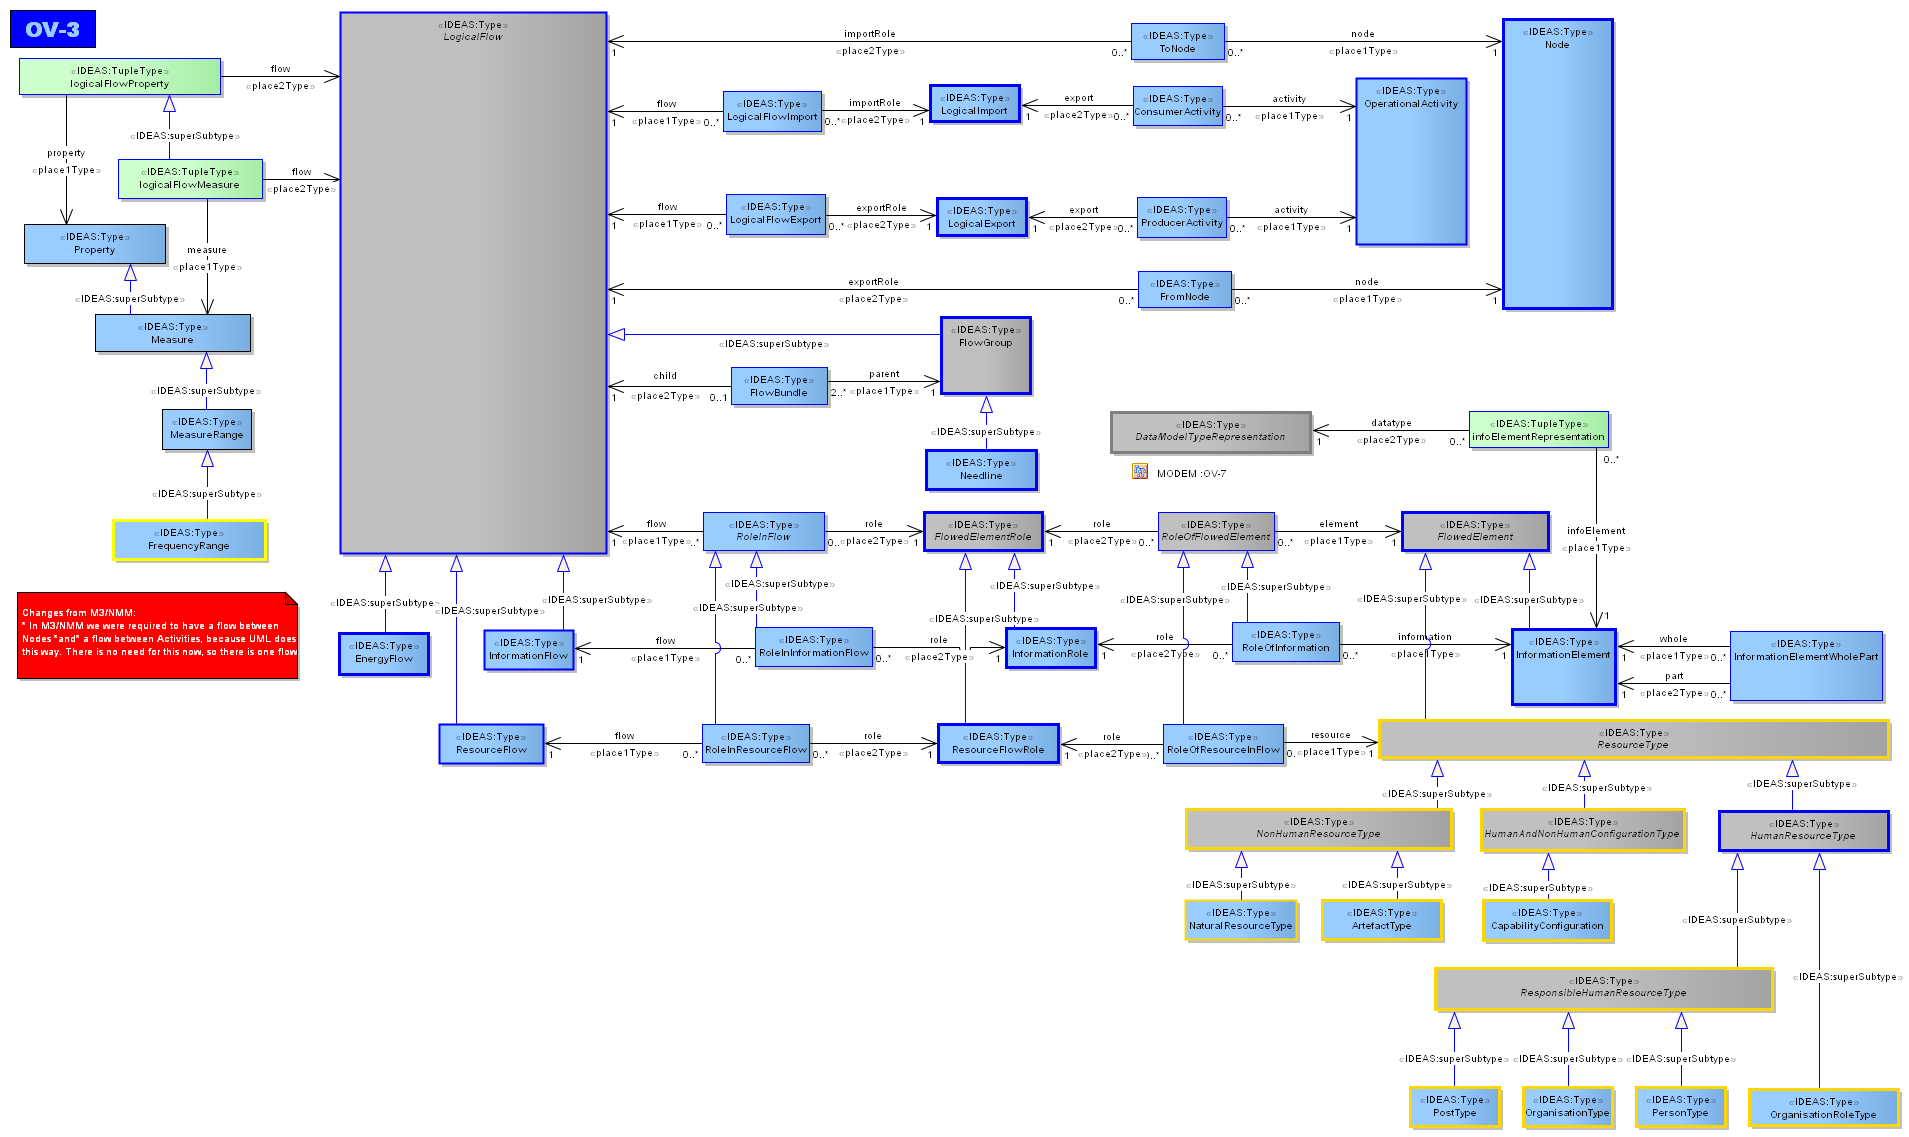 OV-3
«IDEAS:Type»
LogicalFlow
«IDEAS:TupleType»
logicalFlowProperty
flow
«place2Type»
«IDEAS:superSubtype»
property
«place1Type»
«IDEAS:TupleType»
logicalFlowMeasure
flow
«place2Type»
«IDEAS:Type»
Property
measure
«place1Type»
«IDEAS:superSubtype»
«IDEAS:Type»
Measure
«IDEAS:superSubtype»
«IDEAS:Type»
MeasureRange
«IDEAS:superSubtype»
«IDEAS:Type»
FrequencyRange
Changes from M3/NMM:
* In M3/NMM we were required to have a flow between
Nodes *and* a flow between Activities, because UML does
this way. There is no need for this now, so there is one flow
1
importRole
«place2Type»
0..*
«IDEAS:Type»
ToNode
0..*
node
«place1Type»
1
«IDEAS:Type»
Node
1
flow
«place1Type»
0..*
«IDEAS:Type»
LogicalFlowImport
0..*
importRole
«place2Type»
1
«IDEAS:Type»
LogicalImport
1
export
«place2Type»
0..*
«IDEAS:Type»
ConsumerActivity
0..*
activity
«place1Type»
1
«IDEAS:Type»
OperationalActivity
1
flow
«place1Type»
0..*
«IDEAS:Type»
LogicalFlowExport
0..*
exportRole
«place2Type»
1
«IDEAS:Type»
LogicalExport
1
export
«place2Type»
0..*
«IDEAS:Type»
ProducerActivity
0..*
activity
«place1Type»
1
1
exportRole
«place2Type»
0..*
«IDEAS:Type»
FromNode
0..*
node
«place1Type»
1
«IDEAS:superSubtype»
«IDEAS:Type»
FlowGroup
1
child
«place2Type»
0..1
«IDEAS:Type»
FlowBundle
2..*
parent
«place1Type»
1
«IDEAS:superSubtype»
«IDEAS:Type»
Needline
«IDEAS:Type»
DataModelTypeRepresentation
1
datatype
«place2Type»
0..*
«IDEAS:TupleType»
infoElementRepresentation
0..*
MODEM :OV-7
infoElement
«place1Type»
1
1
flow
«place1Type»
..*
«IDEAS:Type»
RoleInFlow
0..*
role
«place2Type»
1
«IDEAS:Type»
FlowedElementRole
1
role
«place2Type»
0..*
«IDEAS:Type»
RoleOfFlowedElement
0..*
element
«place1Type»
1
«IDEAS:Type»
FlowedElement
«IDEAS:superSubtype»
«IDEAS:superSubtype»
«IDEAS:superSubtype»
«IDEAS:superSubtype»
«IDEAS:superSubtype»
«IDEAS:superSubtype»
«IDEAS:superSubtype»
«IDEAS:superSubtype»
«IDEAS:superSubtype»
«IDEAS:superSubtype»
«IDEAS:superSubtype»
«IDEAS:Type»
EnergyFlow
«IDEAS:Type»
InformationFlow
1
flow
«place1Type»
0..*
«IDEAS:Type»
RoleInInformationFlow
0..*
role
«place2Type»
1
«IDEAS:Type»
InformationRole
1
role
«place2Type»
0..*
«IDEAS:Type»
RoleOfInformation
0..*
information
«place1Type»
1
«IDEAS:Type»
InformationElement
1
whole
«place1Type»
0..*
«IDEAS:Type»
InformationElementWholePart
1
part
«place2Type»
0..*
«IDEAS:Type»
ResourceFlow
1
flow
«place1Type»
0..*
«IDEAS:Type»
RoleInResourceFlow
0..*
role
«place2Type»
1
«IDEAS:Type»
ResourceFlowRole
1
role
«place2Type»
)..*
«IDEAS:Type»
RoleOfResourceInFlow
0..
resource
«place1Type»
1
«IDEAS:Type»
ResourceType
«IDEAS:superSubtype»
«IDEAS:superSubtype»
«IDEAS:superSubtype»
«IDEAS:Type»
NonHumanResourceType
«IDEAS:Type»
HumanAndNonHumanConfigurationType
«IDEAS:Type»
HumanResourceType
«IDEAS:superSubtype»
«IDEAS:superSubtype»
«IDEAS:superSubtype»
«IDEAS:Type»
NaturalResourceType
«IDEAS:Type»
ArtefactType
«IDEAS:Type»
CapabilityConfiguration
«IDEAS:superSubtype»
«IDEAS:superSubtype»
«IDEAS:Type»
ResponsibleHumanResourceType
«IDEAS:superSubtype»
«IDEAS:superSubtype»
«IDEAS:superSubtype»
«IDEAS:Type»
PostType
«IDEAS:Type»
OrganisationType
«IDEAS:Type»
PersonType
«IDEAS:Type»
OrganisationRoleType